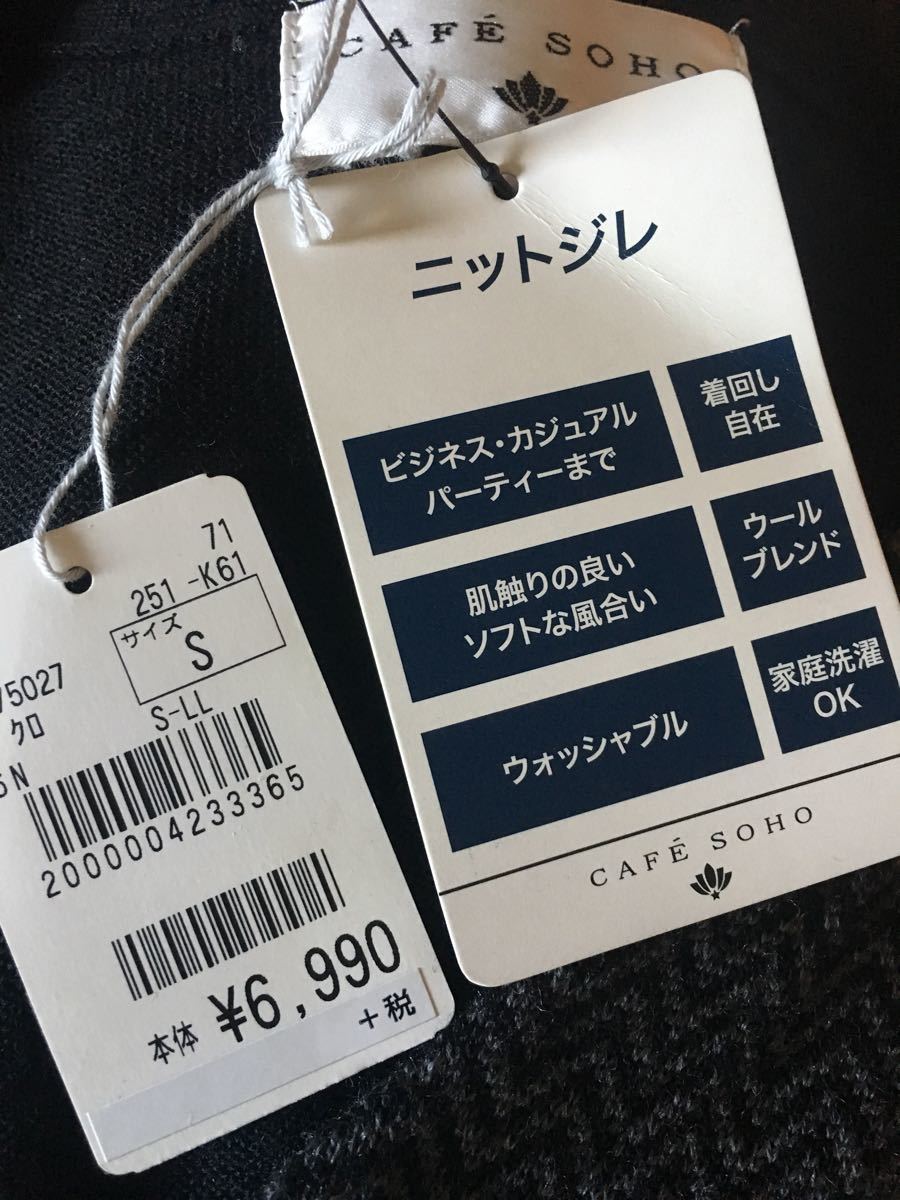 CAFÉ SOHO
ニットジレ
ビジネス・カジュアル
パーティーまで
着回し
自在
肌触りの良い
ソフトな風合い
ウール
ブレンド
ウォッシャブル
家庭洗濯
OK
CAFÉ SOHO
71
251 -K61
サイズ
S
S-LL
75027
クロ
5N
2000004233365
本体 ¥6,990
+税